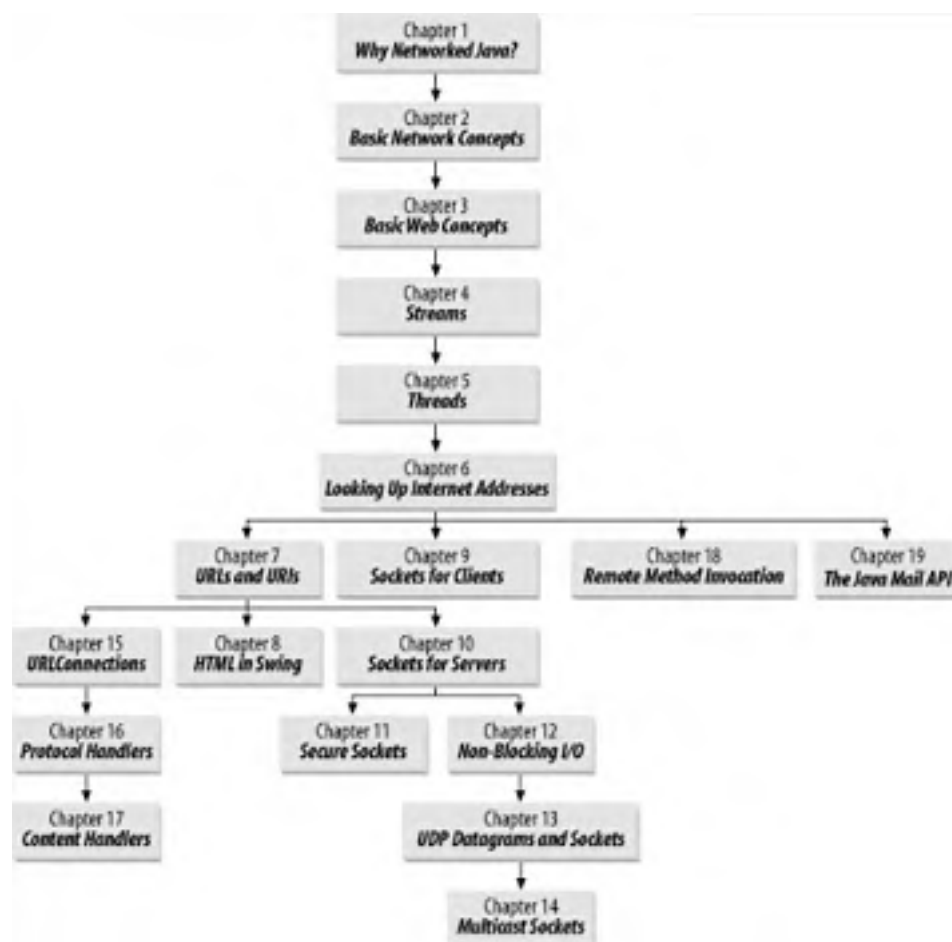 Chapter 1
Why Networked Java?
Chapter 2
Basic Network Concepts
Chapter 3
Basic Web Concepts
Chapter 4
Streams
Chapter 5
Threads
Chapter 6
Looking Up Internet Addresses
Chapter 7
URLs and URIs
Chapter 9
Sockets for Clients
Chapter 18
Remote Method Invocation
Chapter 19
The Java Mail API
Chapter 15
URLConnections
Chapter 8
HTML in Swing
Chapter 10
Sockets for Servers
Chapter 16
Protocol Handlers
Chapter 11
Secure Sockets
Chapter 12
Non-Blocking I/O
Chapter 17
Content Handlers
Chapter 13
UDP Datagrams and Sockets
Chapter 14
Multicast Sockets